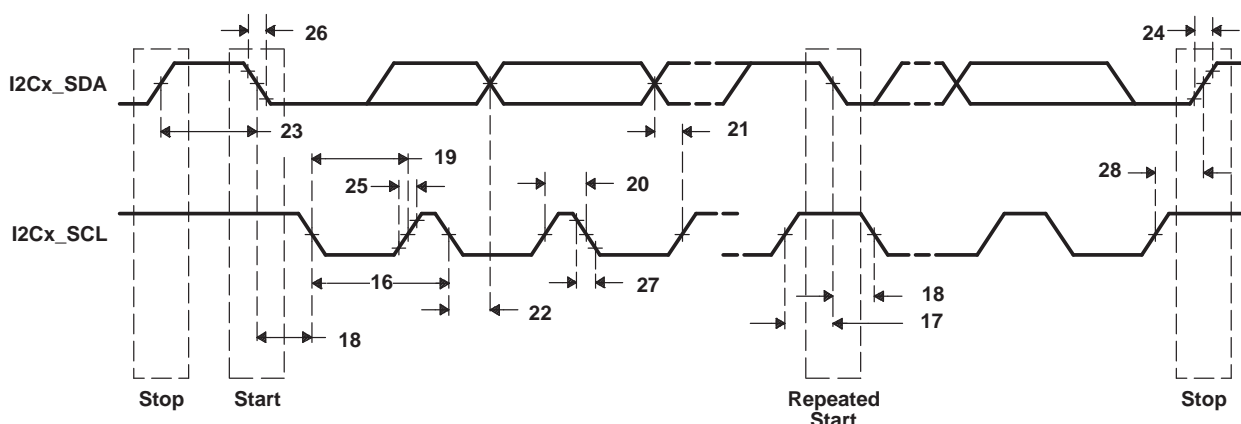 26
24
I2Cx_SDA
23
21
19
25
20
28
I2Cx_SCL
16
27
18
22
17
18
Stop
Start
Repeated
Start
Stop